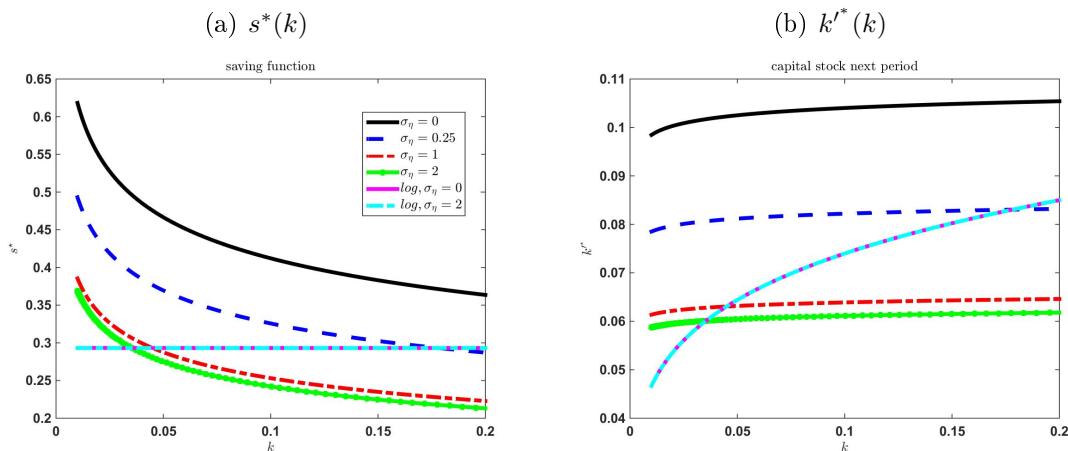 (a) s*(k)
(b) k'*(k)
saving function
0.65
0.6
0.55
0.5
0.45
0.4
0.35
0.3
0.25
0.2
s*
0
0.05
0.1
0.15
0.2
k
σ_η = 0
σ_η = 0.25
σ_η = 1
σ_η = 2
log, σ_η = 0
log, σ_η = 2
capital stock next period
0.11
0.1
0.09
0.08
0.07
0.06
0.05
0.04
k'*
0
0.05
0.1
0.15
0.2
k